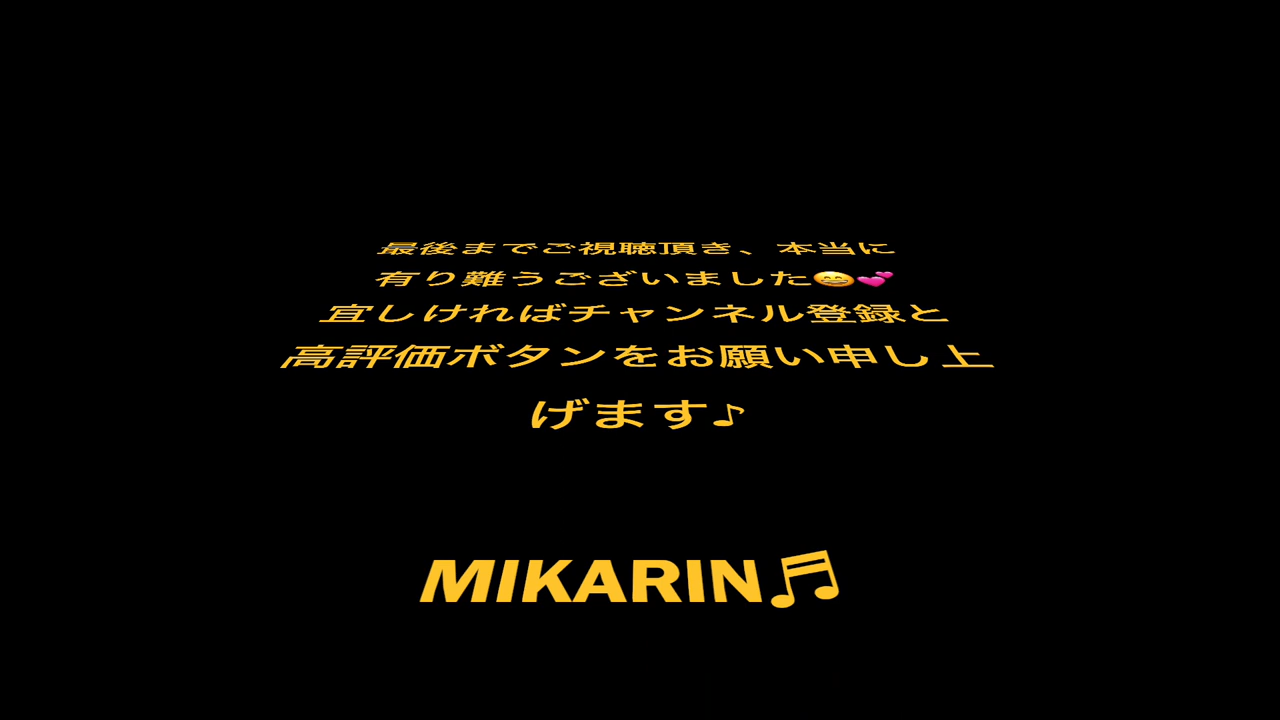 最後までご視聴頂き、本当に
有り難うございました😄💕
宜しければチャンネル登録と
高評価ボタンをお願い申し上
げます♪
MIKARIN🎵